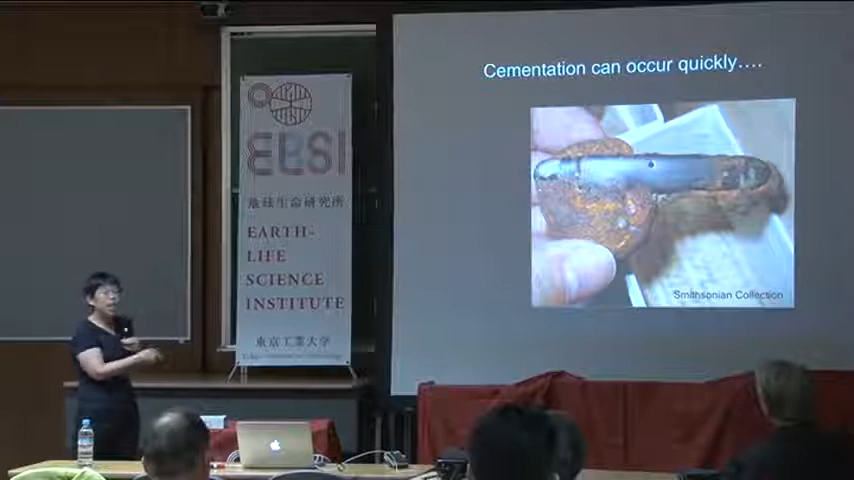 Cementation can occur quickly....
Smithsonian Collection
ELSI
地球生命研究所
EARTH-
LIFE
SCIENCE
INSTITUTE
東京工業大学